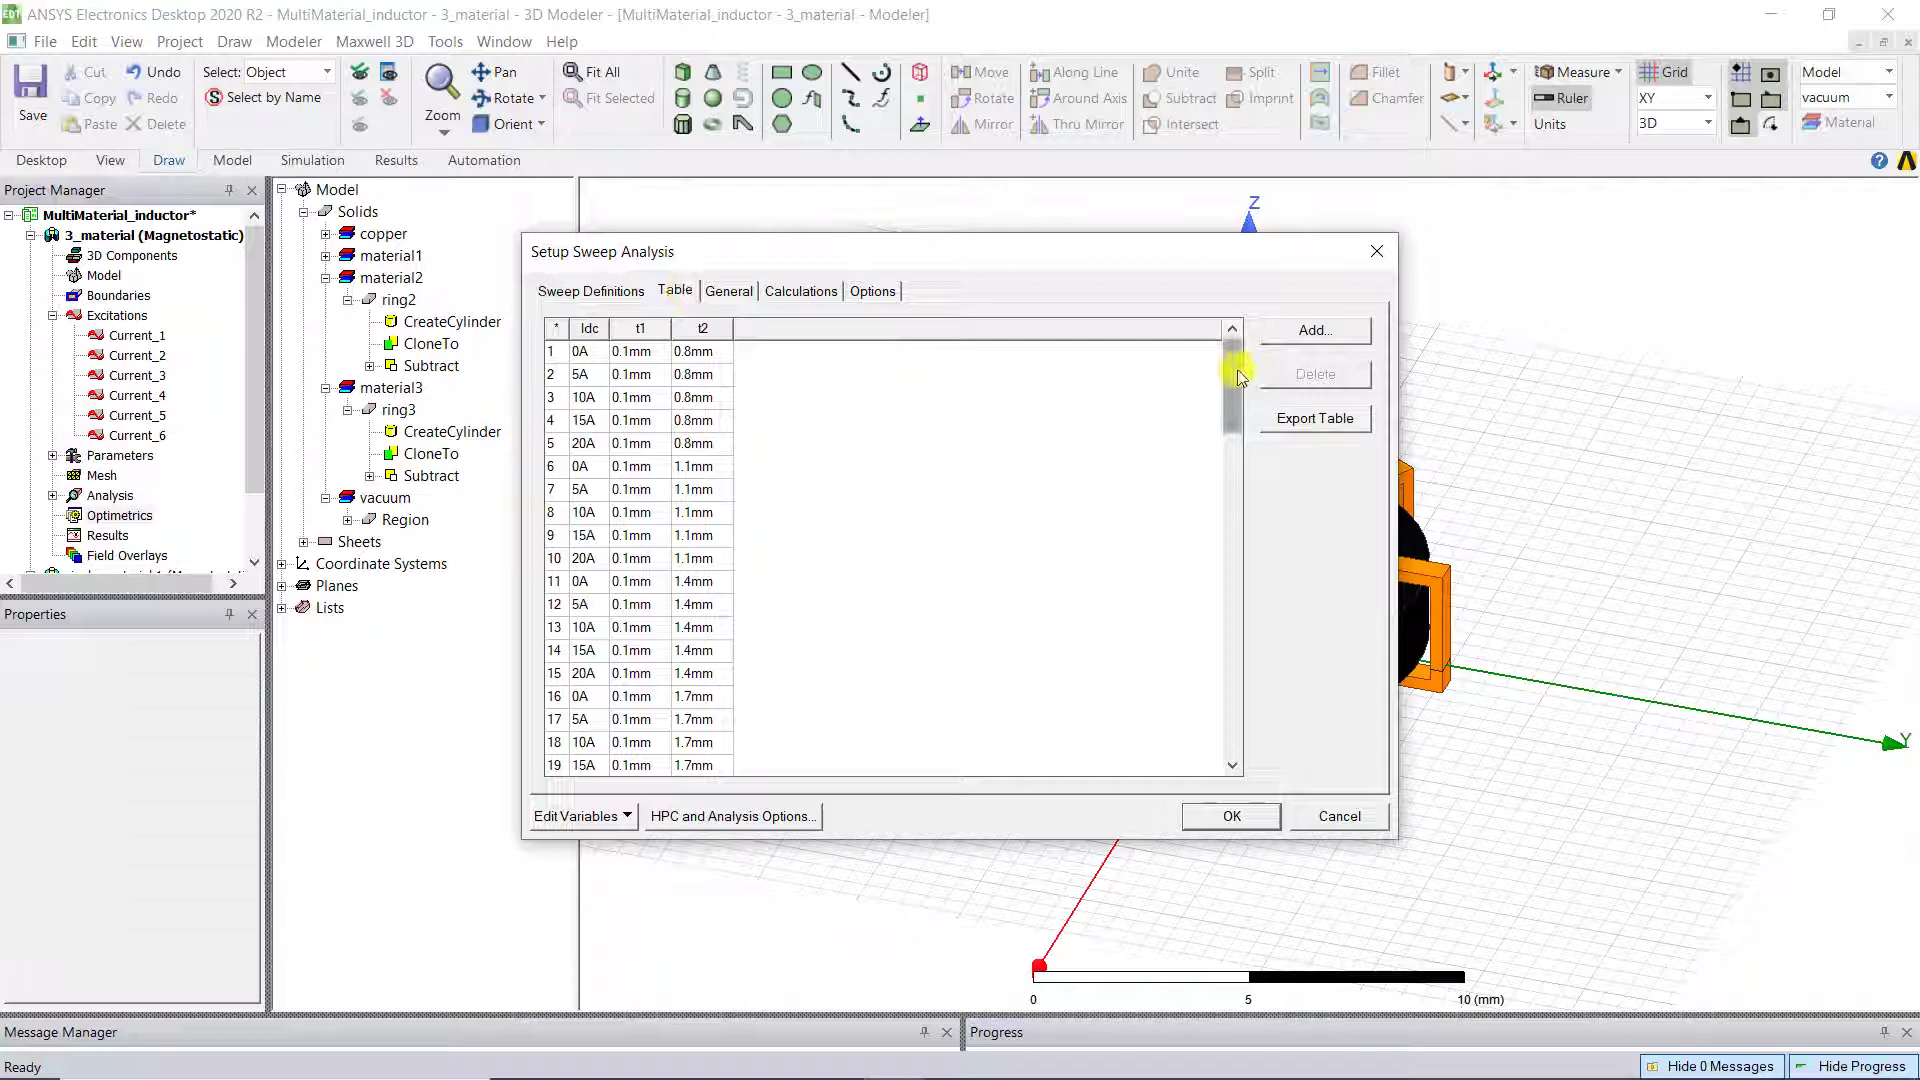 ANSYS Electronics Desktop 2020 R2 - MultiMaterial_inductor - 3_material - 3D Modeler - [MultiMaterial_inductor - 3_material - Modeler]
File Edit View Project Draw Modeler Maxwell 3D Tools Window Help
Save
Cut Undo
Copy Redo
Paste Delete
Select: Object
Select by Name
Zoom
Pan
Rotate
Orient
Fit All
Fit Selected
Move Along Line Unite Split Fillet
Rotate Around Axis Subtract Imprint Chamfer
Mirror Thru Mirror Intersect
Measure Grid
Ruler XY
Units 3D
Model
vacuum
Material
Desktop View Draw Model Simulation Results Automation
Project Manager
MultiMaterial_inductor*
3_material (Magnetostatic)
3D Components
Model
Boundaries
Excitations
Current_1
Current_2
Current_3
Current_4
Current_5
Current_6
Parameters
Mesh
Analysis
Optimetrics
Results
Field Overlays
Properties
Model
Solids
copper
material1
material2
ring2
CreateCylinder
CloneTo
Subtract
material3
ring3
CreateCylinder
CloneTo
Subtract
vacuum
Region
Sheets
Coordinate Systems
Planes
Lists
Z
Y
Setup Sweep Analysis
Sweep Definitions Table General Calculations Options
* Idc t1 t2
1 0A 0.1mm 0.8mm
2 5A 0.1mm 0.8mm
3 10A 0.1mm 0.8mm
4 15A 0.1mm 0.8mm
5 20A 0.1mm 0.8mm
6 0A 0.1mm 1.1mm
7 5A 0.1mm 1.1mm
8 10A 0.1mm 1.1mm
9 15A 0.1mm 1.1mm
10 20A 0.1mm 1.1mm
11 0A 0.1mm 1.4mm
12 5A 0.1mm 1.4mm
13 10A 0.1mm 1.4mm
14 15A 0.1mm 1.4mm
15 20A 0.1mm 1.4mm
16 0A 0.1mm 1.7mm
17 5A 0.1mm 1.7mm
18 10A 0.1mm 1.7mm
19 15A 0.1mm 1.7mm
Add...
Delete
Export Table
Edit Variables HPC and Analysis Options... OK Cancel
0 5 10 (mm)
Message Manager
Progress
Ready
Hide 0 Messages Hide Progress